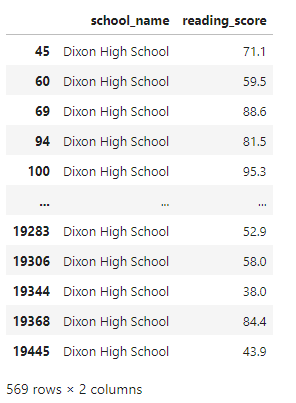 school_name reading_score
45 Dixon High School 71.1
60 Dixon High School 59.5
69 Dixon High School 88.6
94 Dixon High School 81.5
100 Dixon High School 95.3
... ... ...
19283 Dixon High School 52.9
19306 Dixon High School 58.0
19344 Dixon High School 38.0
19368 Dixon High School 84.4
19445 Dixon High School 43.9
569 rows × 2 columns